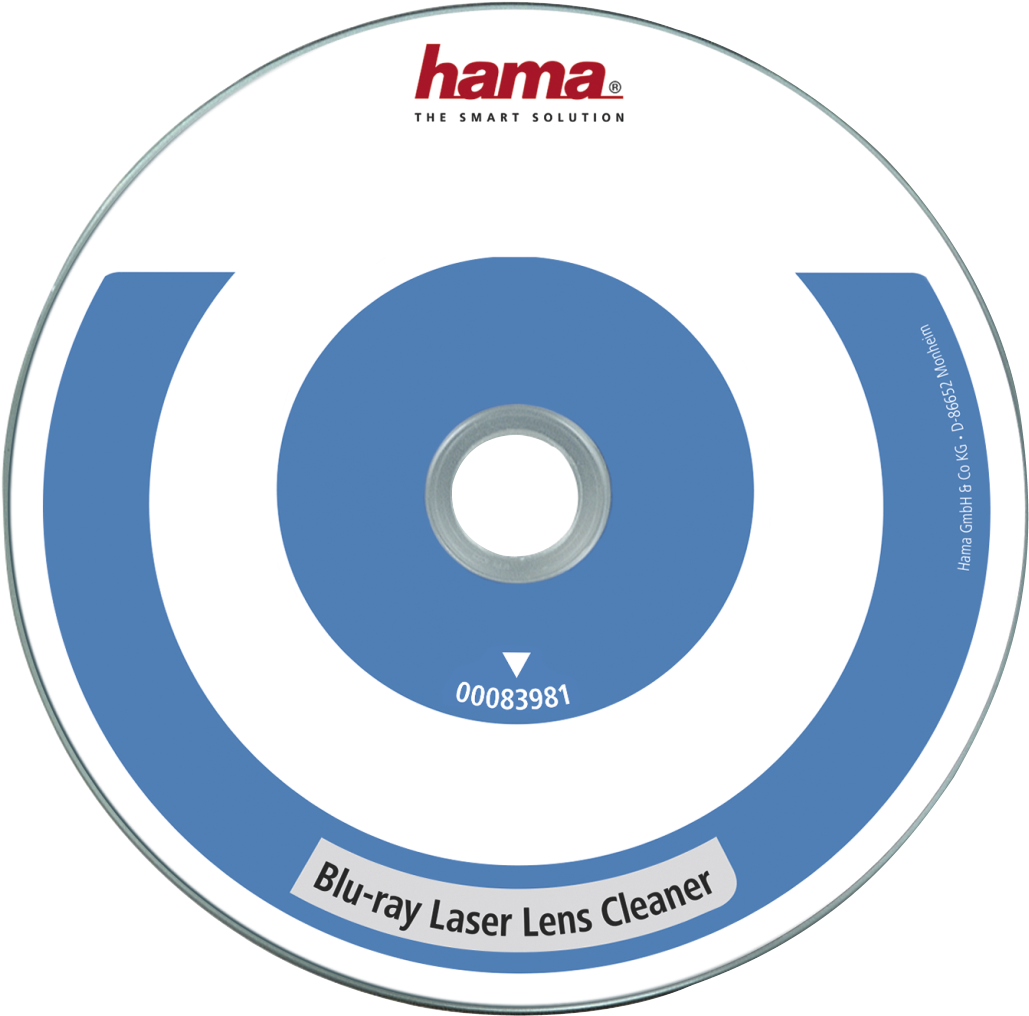 hama®
THE SMART SOLUTION
Hama GmbH & Co KG • D-86652 Monheim
00083981
Blu-ray Laser Lens Cleaner